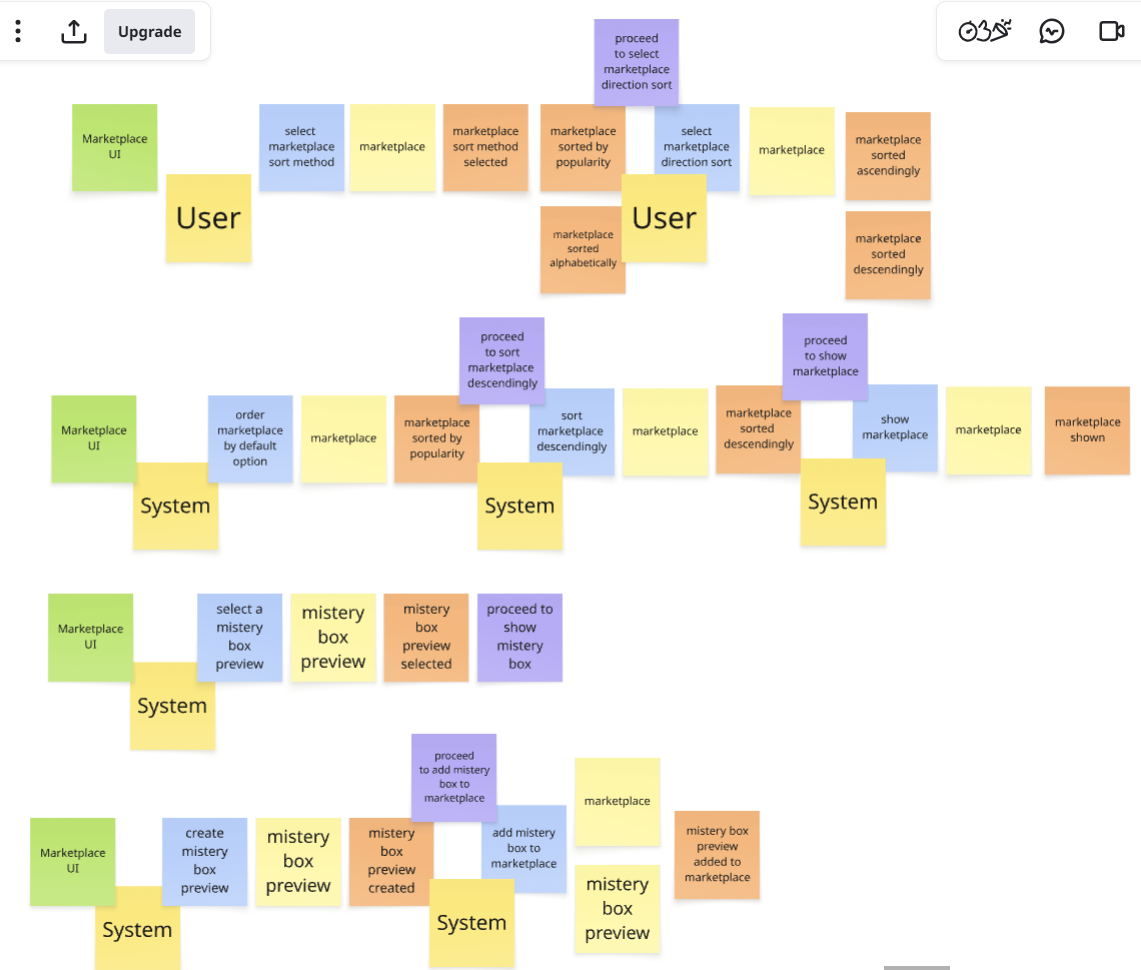 Upgrade
proceed
to select
marketplace
direction sort
Marketplace
UI
User
select
marketplace
sort method
marketplace
marketplace
sort method
selected
marketplace
sorted by
popularity
marketplace
sorted
alphabetically
User
select
marketplace
direction sort
marketplace
marketplace
sorted
ascendingly
marketplace
sorted
descendingly
Marketplace
UI
System
order
marketplace
by default
option
marketplace
marketplace
sorted by
popularity
proceed
to sort
marketplace
descendingly
System
sort
marketplace
descendingly
marketplace
marketplace
sorted
descendingly
proceed
to show
marketplace
System
show
marketplace
marketplace
marketplace
shown
Marketplace
UI
System
select a
mistery
box
preview
mistery
box
preview
mistery
box
preview
selected
proceed to
show
mistery
box
Marketplace
UI
System
create
mistery
box
preview
mistery
box
preview
mistery
box
preview
created
proceed
to add mistery
box to
marketplace
System
add mistery
box to
marketplace
marketplace
mistery
box
preview
mistery box
preview
added to
marketplace